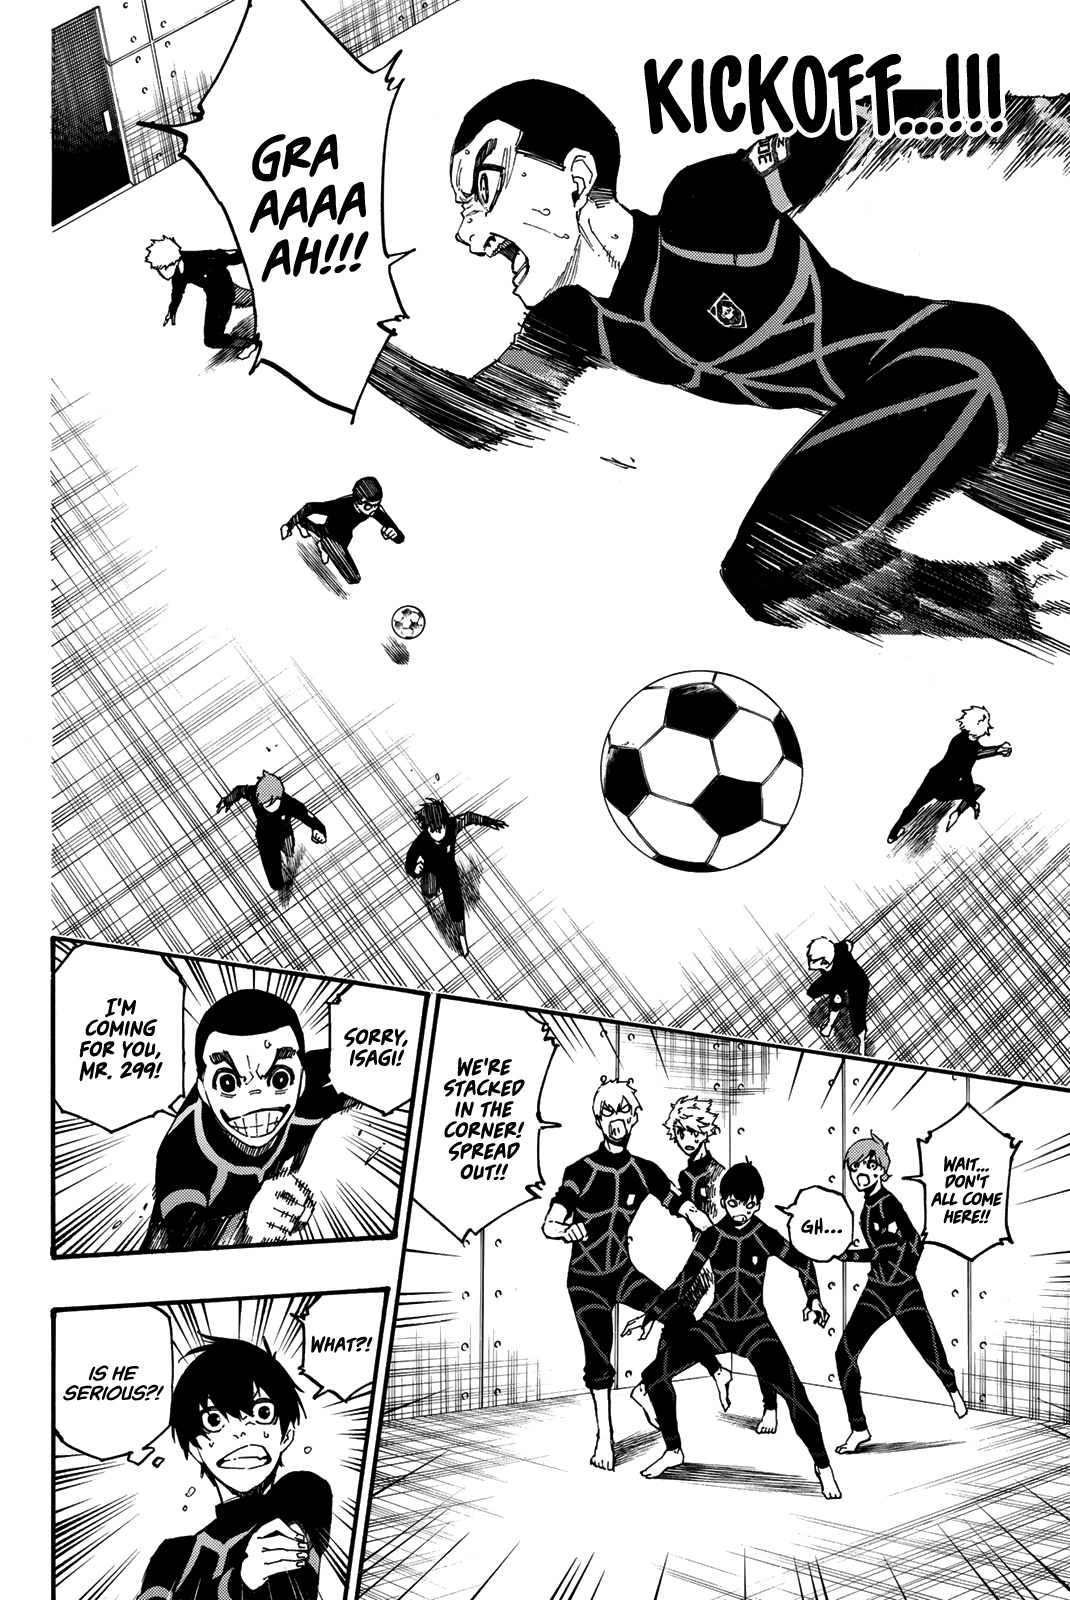 KICKOFF...!!!
GRA
AAAA
AH!!!
WE'RE
STACKED
IN THE
CORNER!
SPREAD
OUT!!
WAIT...
DON'T
ALL COME
HERE!!
GH...
SORRY,
ISAGI!
I'M
COMING
FOR YOU,
MR. 299!
WHAT?!
IS HE
SERIOUS?!